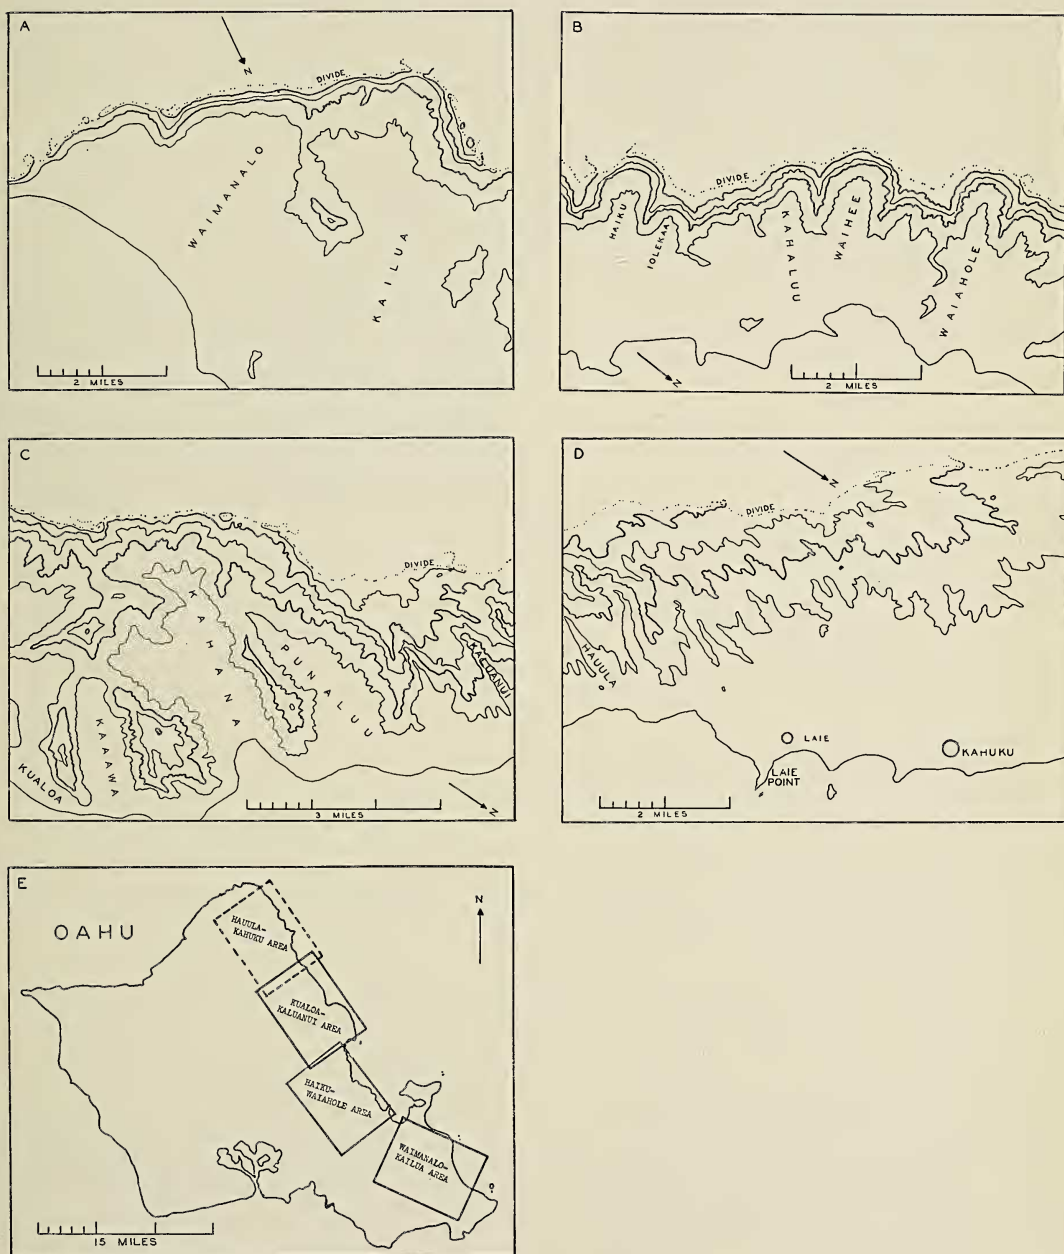 A
N
DIVIDE
WAIMANALO
KAILUA
2 MILES
B
DIVIDE
HAIKU
IOLEKAA
KAHALUU
WAIHEE
WAIAHOLE
2 MILES
N
C
DIVIDE
KAHANA
PUNALUU
KALUANUI
KAAAWA
KUALOA
3 MILES
N
D
N
DIVIDE
HAUULA
LAIE
KAHUKU
LAIE
POINT
2 MILES
E
N
OAHU
HAUULA-
KAHUKU AREA
KUALOA-
KALUANUI AREA
HAIKU-
WAIAHOLE AREA
WAIMANALO-
KAILUA AREA
15 MILES